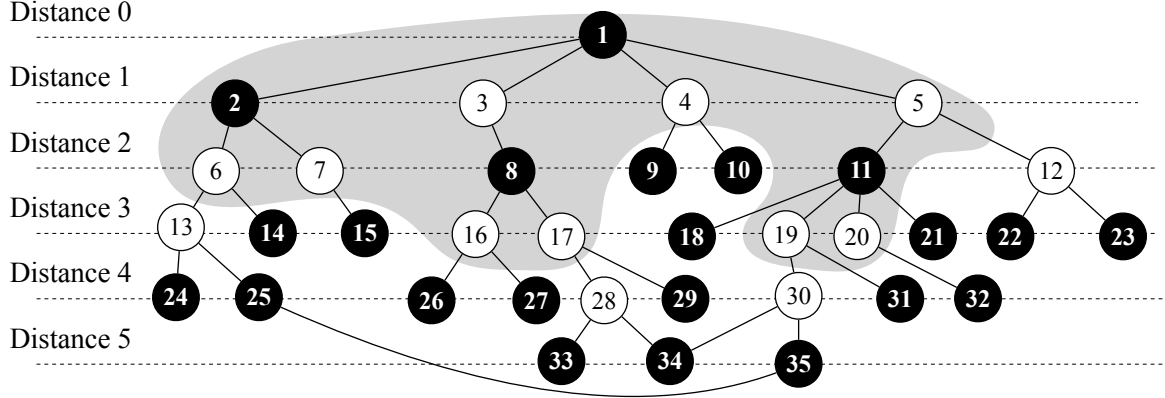 Distance 0
1
Distance 1
2 3 4 5
Distance 2
6 7 8 9 10 11 12
Distance 3
13 14 15 16 17 18 19 20 21 22 23
Distance 4
24 25 26 27 28 29 30 31 32
Distance 5
33 34 35